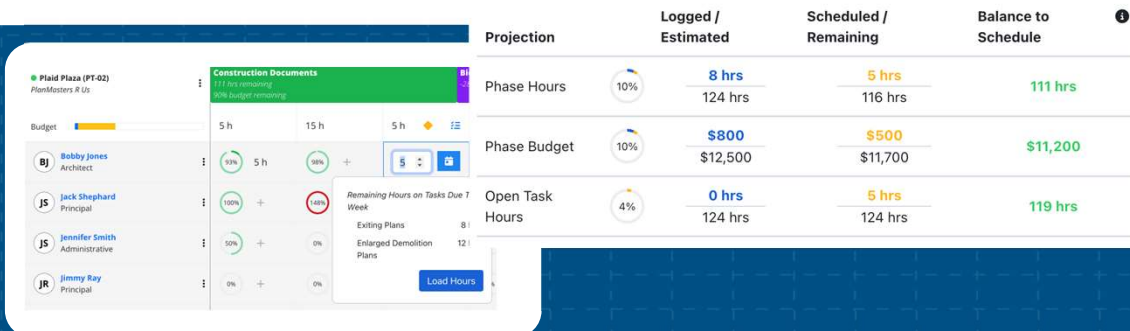 Plaid Plaza (PT-02)
PlanMasters R Us
Construction Documents
111 hrs remaining
90% budget remaining
Budget
5 h
15 h
5 h
BJ
Bobby Jones
Architect
93%
5 h
98%
+
5
JS
Jack Shephard
Principal
100%
+
148%
JS
Jennifer Smith
Administrative
50%
+
0%
JR
Jimmy Ray
Principal
0%
+
0%
Remaining Hours on Tasks Due T
Week
Exiting Plans 8
Enlarged Demolition 12
Plans
Load Hours
Projection
Logged /
Estimated
Scheduled /
Remaining
Balance to
Schedule
Phase Hours
10%
8 hrs
124 hrs
5 hrs
116 hrs
111 hrs
Phase Budget
10%
$800
$12,500
$500
$11,700
$11,200
Open Task
Hours
4%
0 hrs
124 hrs
5 hrs
124 hrs
119 hrs